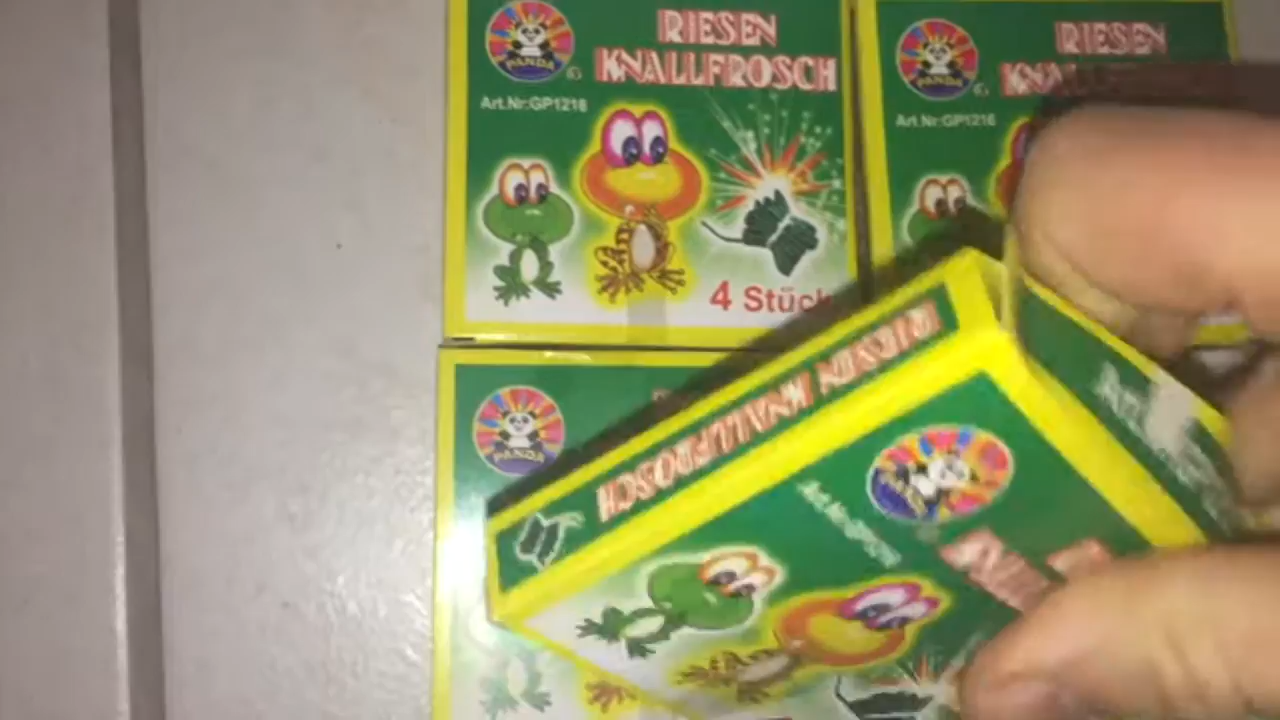 PANDA
RIESEN
KNALLFROSCH
Art.Nr:GP1216
4 Stück
PANDA
RIESEN
Art.Nr:GP1216
PANDA
RIESEN KNALLFROSCH
PANDA